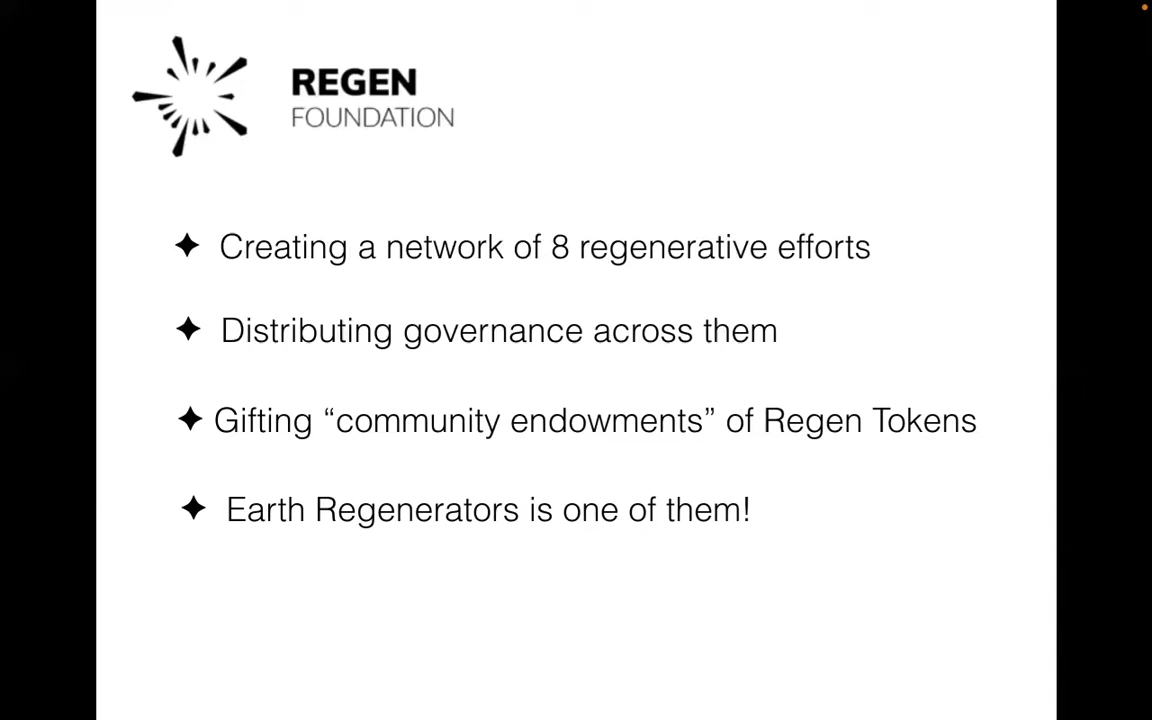 REGEN
FOUNDATION
✦ Creating a network of 8 regenerative efforts
✦ Distributing governance across them
✦ Gifting “community endowments” of Regen Tokens
✦ Earth Regenerators is one of them!